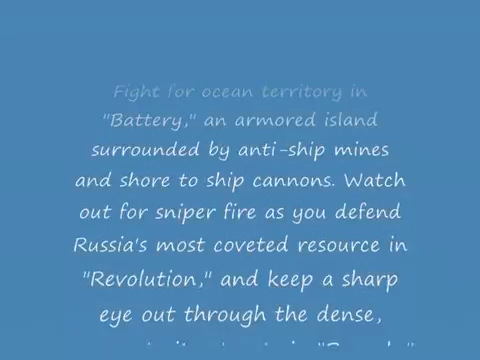 Fight for ocean territory in
"Battery," an armored island
surrounded by anti-ship mines
and shore to ship cannons. Watch
out for sniper fire as you defend
Russia's most coveted resource in
"Revolution," and keep a sharp
eye out through the dense,